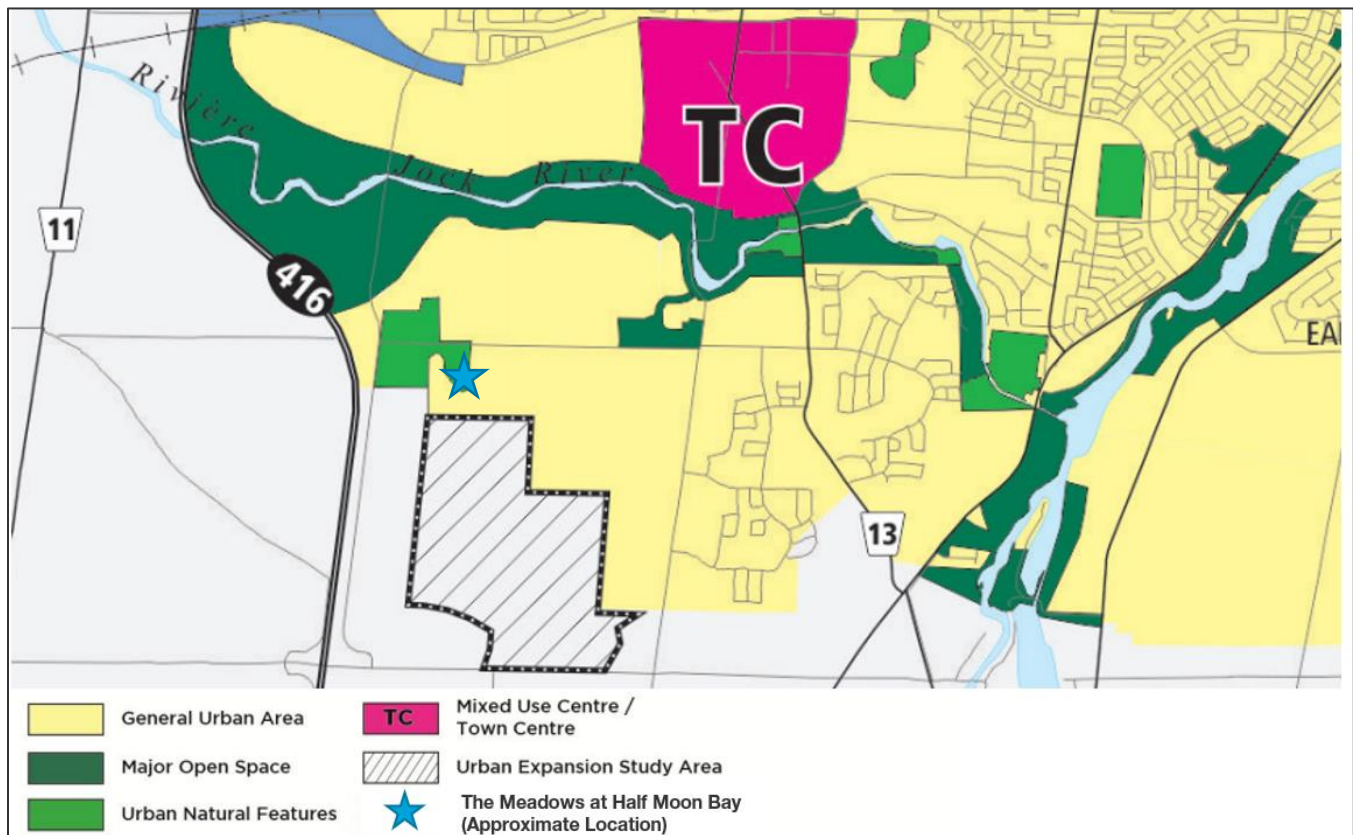 Rivière
Jock River
TC
11
416
13
EA
General Urban Area
Major Open Space
Urban Natural Features
TC
Mixed Use Centre /
Town Centre
Urban Expansion Study Area
The Meadows at Half Moon Bay
(Approximate Location)